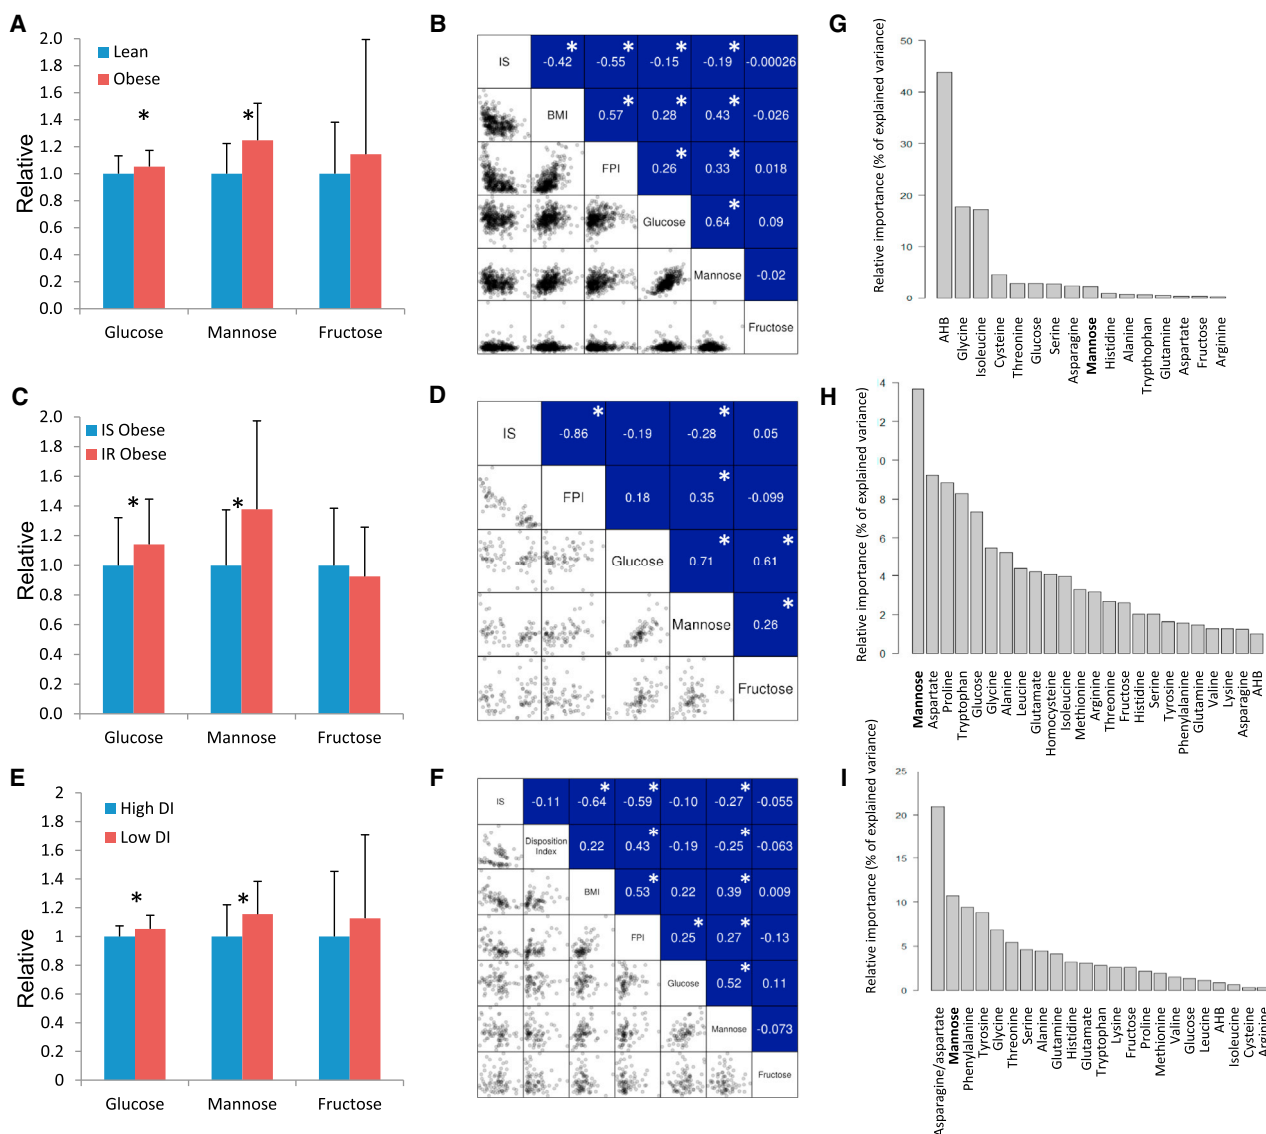 A
2.0
1.8
1.6
1.4
1.2
1.0
0.8
0.6
0.4
0.2
0.0
Relative
Lean
Obese
*
*
Glucose Mannose Fructose
B
IS -0.42* -0.55* -0.15* -0.19* -0.00026
BMI 0.57* 0.28* 0.43* -0.026
FPI 0.26* 0.33* 0.018
Glucose 0.64* 0.09
Mannose -0.02
Fructose
G
Relative importance (% of explained variance)
50
40
30
20
10
0
AHB
Glycine
Isoleucine
Cysteine
Threonine
Glucose
Serine
Asparagine
Mannose
Histidine
Alanine
Trypthophan
Glutamine
Aspartate
Fructose
Arginine
C
2.0
1.8
1.6
1.4
1.2
1.0
0.8
0.6
0.4
0.2
0.0
Relative
IS Obese
IR Obese
*
*
Glucose Mannose Fructose
D
IS -0.86* -0.19 -0.28* 0.05
FPI 0.18 0.35* -0.099
Glucose 0.71* 0.61*
Mannose 0.26*
Fructose
H
Relative importance (% of explained variance)
4
2
0
8
6
4
2
0
Mannose
Aspartate
Proline
Tryptophan
Glucose
Glycine
Alanine
Leucine
Glutamate
Homocysteine
Isoleucine
Methionine
Arginine
Threonine
Fructose
Histidine
Serine
Tyrosine
Phenylalanine
Glutamine
Valine
Lysine
Asparagine
AHB
E
2
1.8
1.6
1.4
1.2
1
0.8
0.6
0.4
0.2
0
Relative
High DI
Low DI
*
*
Glucose Mannose Fructose
F
IS -0.11 -0.64* -0.59* -0.10 -0.27* -0.055
Disposition
Index 0.22 0.43* -0.19 -0.25* -0.063
BMI 0.53* 0.22 0.39* 0.009
FPI 0.25* 0.27* -0.13
Glucose 0.52* 0.11
Mannose -0.073
Fructose
I
Relative importance (% of explained variance)
25
20
15
10
5
0
Asparagine/aspartate
Mannose
Phenylalanine
Tyrosine
Glycine
Threonine
Serine
Alanine
Glutamine
Histidine
Glutamate
Tryptophan
Lysine
Fructose
Proline
Methionine
Valine
Glucose
Leucine
AHB
Isoleucine
Cysteine
Arginine